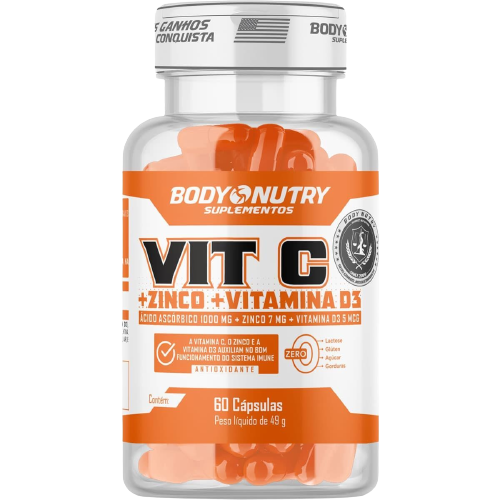 S GANHOS
CONQUISTA
BODY NUTRY
SUPLEMENTOS
VIT C
+ZINCO +VITAMINA D3
ÁCIDO ASCÓRBICO 1000 MG + ZINCO 7 MG + VITAMINA D3 5 MCG
A VITAMINA C, O ZINCO E A
VITAMINA D3 AUXILIAM NO BOM
FUNCIONAMENTO DO SISTEMA IMUNE
ANTIOXIDANTE
ZERO
Lactose
Glúten
Açúcar
Gorduras
BODY NUTRY
Contém:
60 Cápsulas
Peso líquido de 49 g